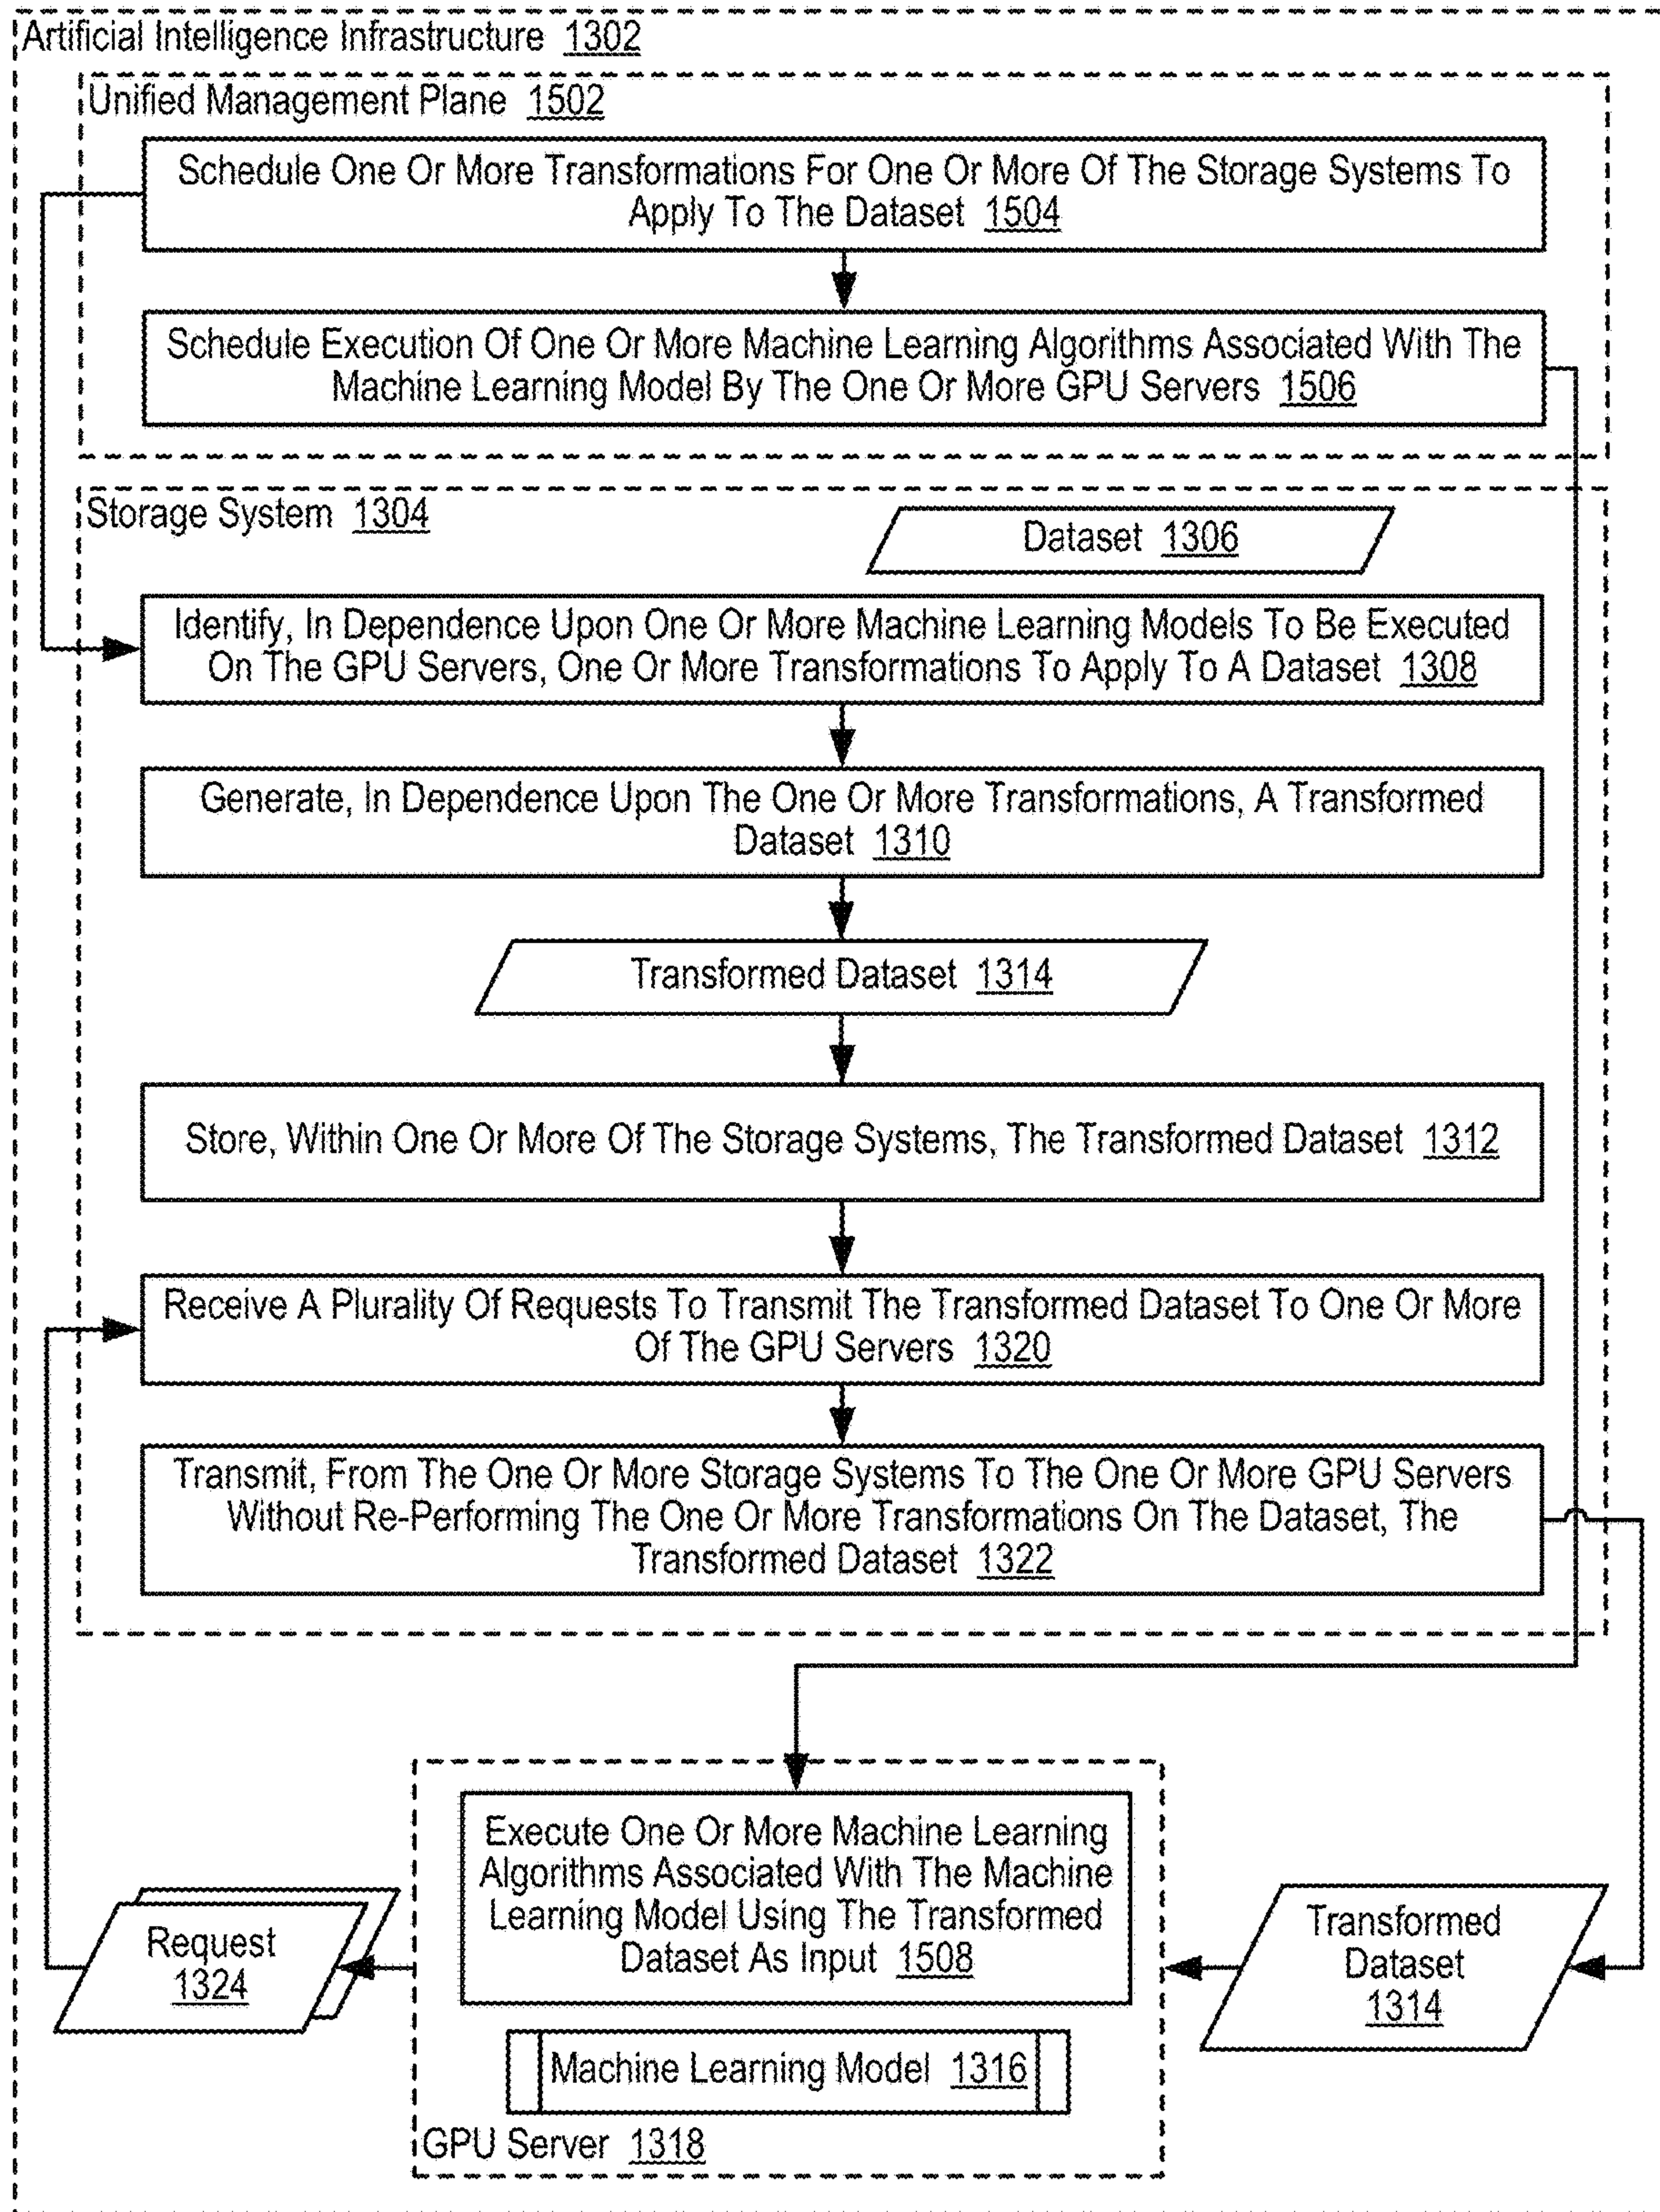 Artificial Intelligence Infrastructure 1302
Unified Management Plane 1502
Schedule One Or More Transformations For One Or More Of The Storage Systems To
Apply To The Dataset 1504
Schedule Execution Of One Or More Machine Learning Algorithms Associated With The
Machine Learning Model By The One Or More GPU Servers 1506
Storage System 1304
Dataset 1306
Identify, In Dependence Upon One Or More Machine Learning Models To Be Executed
On The GPU Servers, One Or More Transformations To Apply To A Dataset 1308
Generate, In Dependence Upon The One Or More Transformations, A Transformed
Dataset 1310
Transformed Dataset 1314
Store, Within One Or More Of The Storage Systems, The Transformed Dataset 1312
Receive A Plurality Of Requests To Transmit The Transformed Dataset To One Or More
Of The GPU Servers 1320
Transmit, From The One Or More Storage Systems To The One Or More GPU Servers
Without Re-Performing The One Or More Transformations On The Dataset, The
Transformed Dataset 1322
Execute One Or More Machine Learning
Algorithms Associated With The Machine
Learning Model Using The Transformed
Dataset As Input 1508
Request
1324
Transformed
Dataset
1314
Machine Learning Model 1316
GPU Server 1318